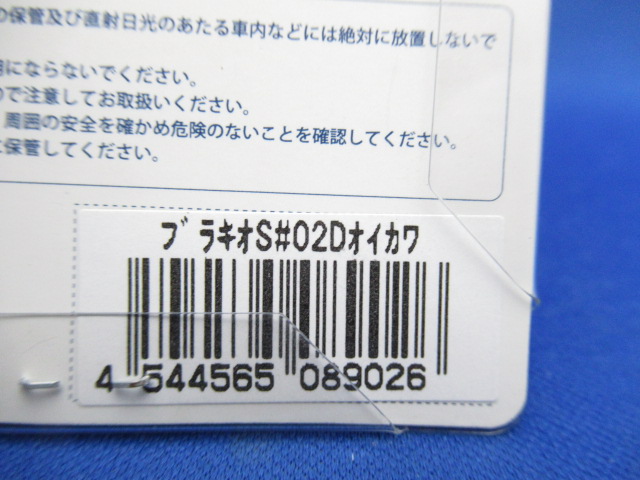 の保管及び直射日光のあたる車内などには絶対に放置しないで
にならないでください。
ので注意してお取扱いください。
周囲の安全を確かめ危険のないことを確認してください。
に保管してください。
ブラキオS#02Dオイカワ
4 544565 089026